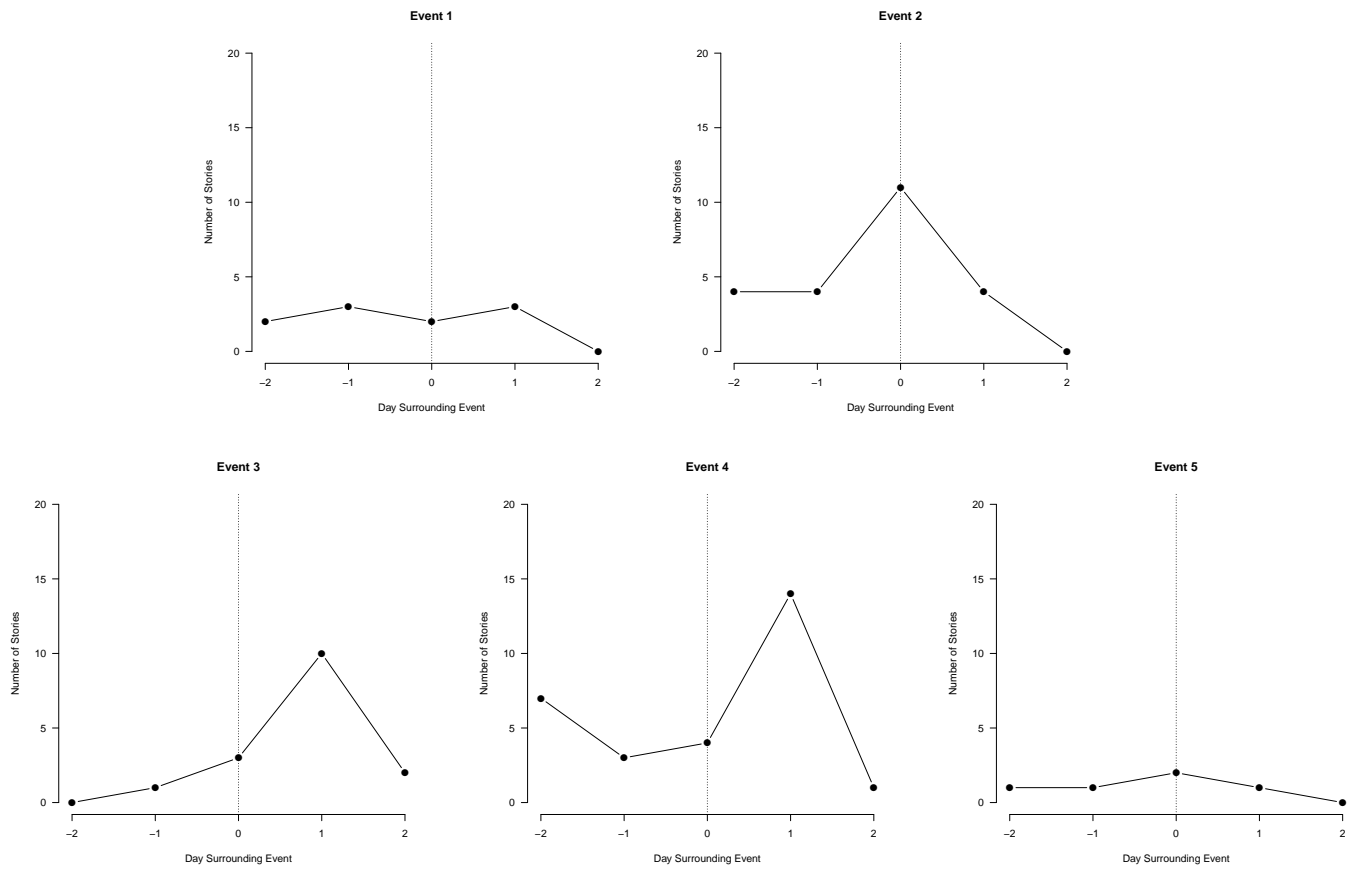 Event 1
20
15
10
5
0
Number of Stories
−2 −1 0 1 2
Day Surrounding Event
Event 2
20
15
10
5
0
Number of Stories
−2 −1 0 1 2
Day Surrounding Event
Event 3
20
15
10
5
0
Number of Stories
−2 −1 0 1 2
Day Surrounding Event
Event 4
20
15
10
5
0
Number of Stories
−2 −1 0 1 2
Day Surrounding Event
Event 5
20
15
10
5
0
Number of Stories
−2 −1 0 1 2
Day Surrounding Event